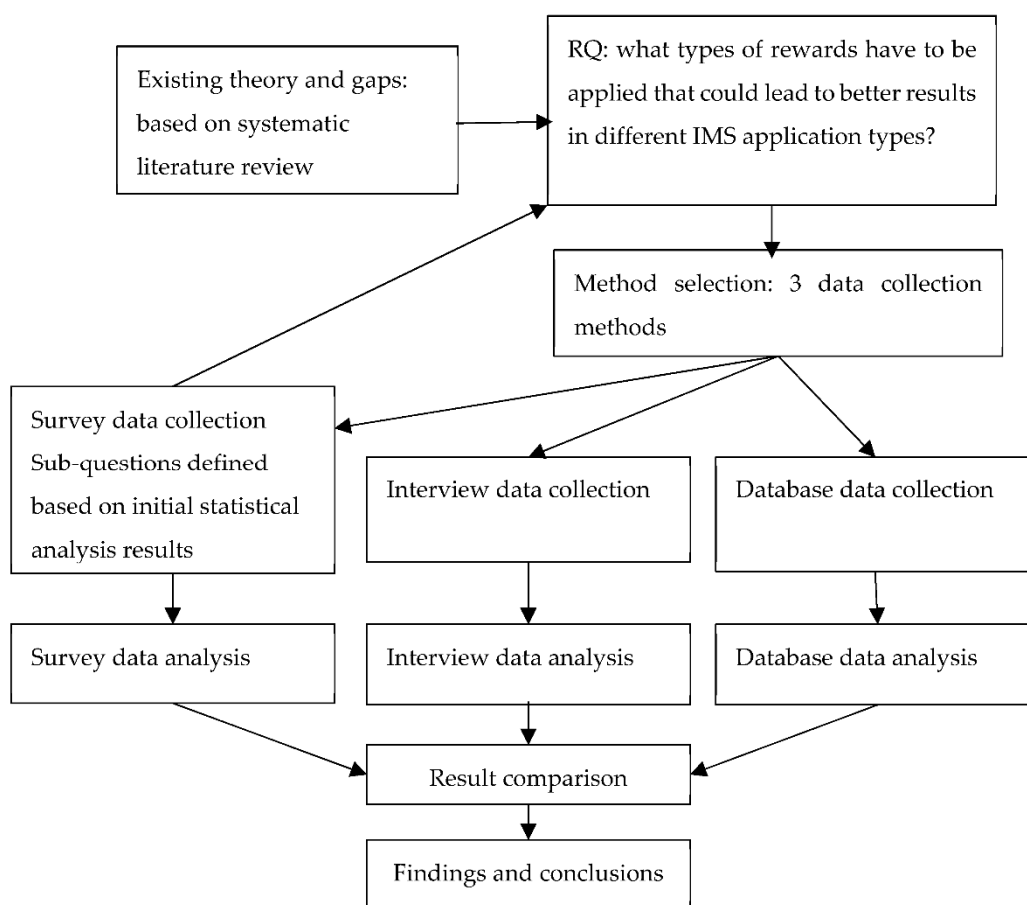 Existing theory and gaps:
based on systematic
literature review
RQ: what types of rewards have to be
applied that could lead to better results
in different IMS application types?
Method selection: 3 data collection
methods
Survey data collection
Sub-questions defined
based on initial statistical
analysis results
Interview data collection
Database data collection
Survey data analysis
Interview data analysis
Database data analysis
Result comparison
Findings and conclusions